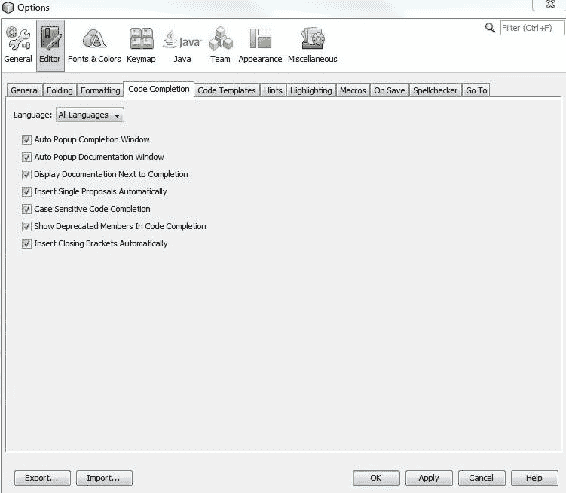 Options
Filter (Ctrl+F)
General Editor Fonts & Colors Keymap Java Team Appearance Miscellaneous
Java
General Folding Formatting Code Completion Code Templates Hints Highlighting Macros On Save Spellchecker Go To
Language: All Languages
Auto Popup Completion Window
Auto Popup Documentation Window
Display Documentation Next to Completion
Insert Single Proposals Automatically
Case Sensitive Code Completion
Show Deprecated Members In Code Completion
Insert Closing Brackets Automatically
Export... Import... OK Apply Cancel Help